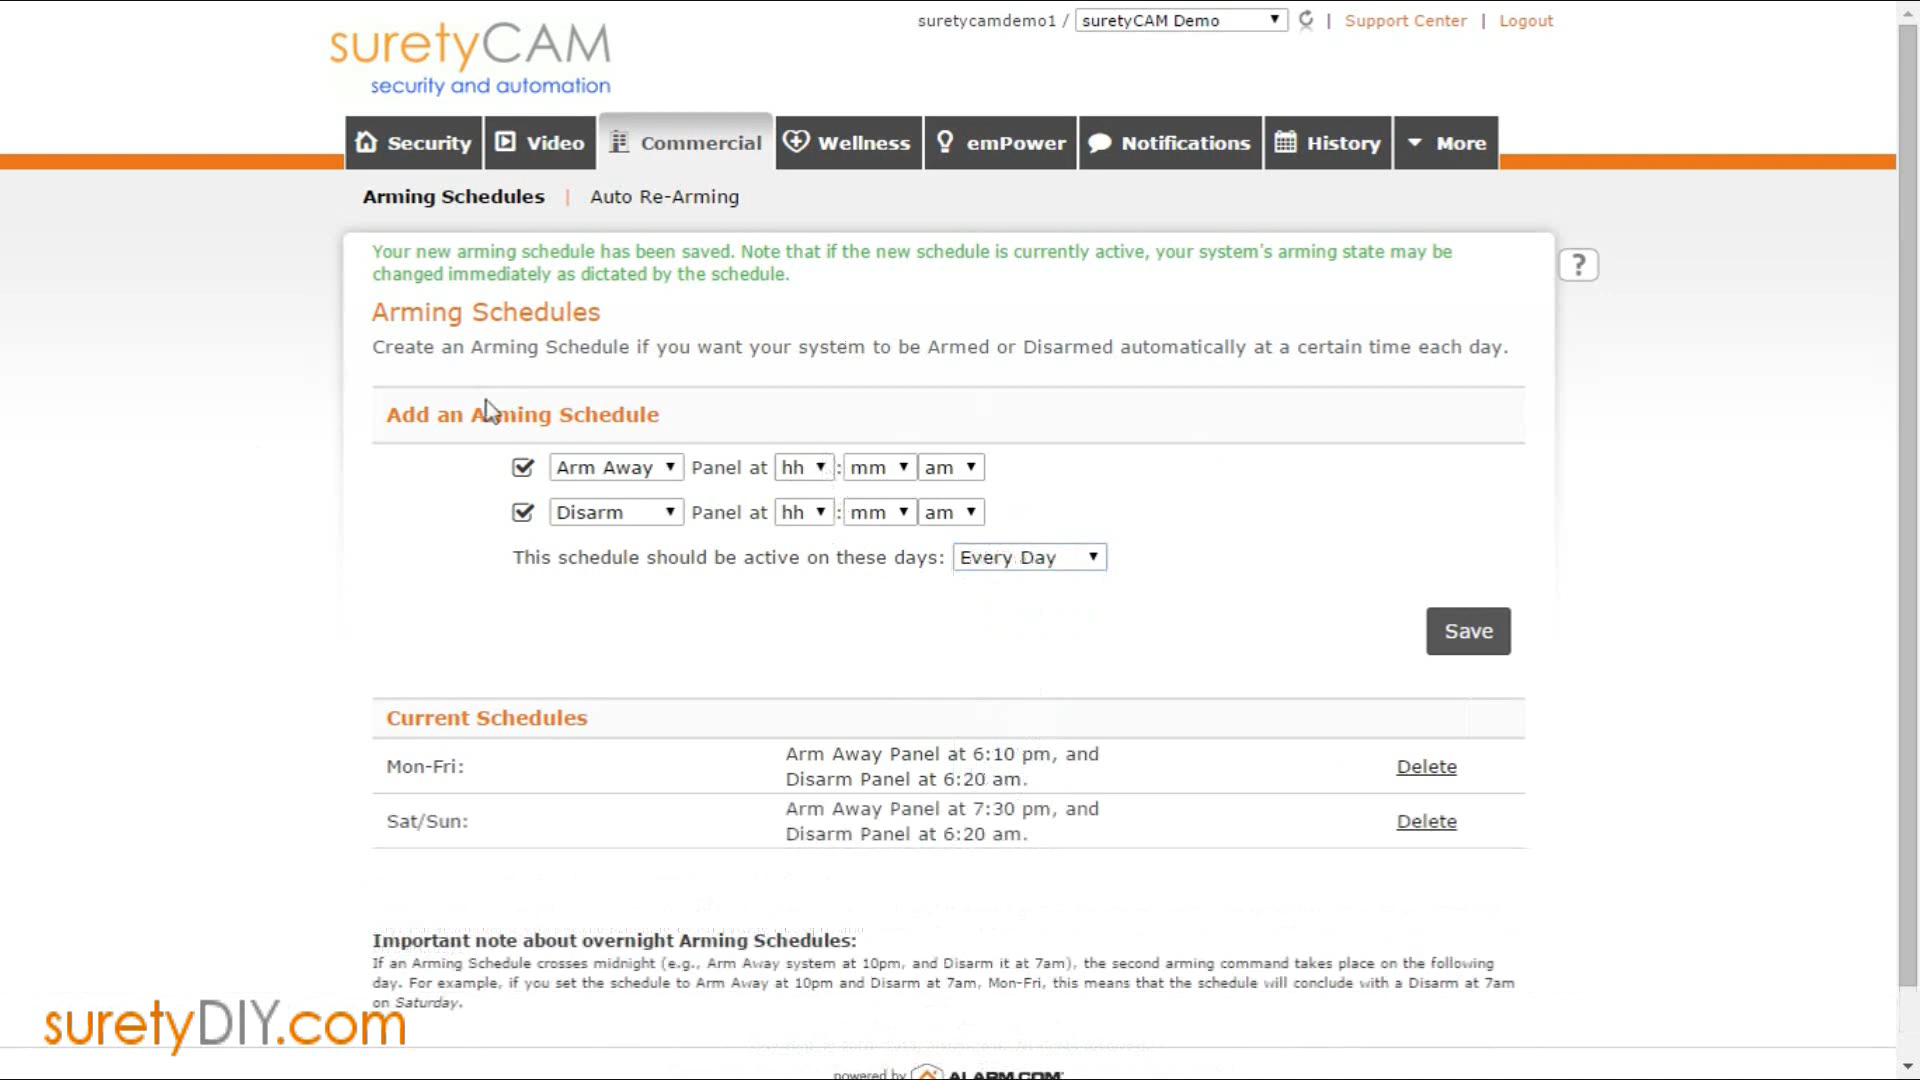 suretyCAM
security and automation
suretycamdemo1 / suretyCAM Demo | Support Center | Logout
Security Video Commercial Wellness emPower Notifications History More
Arming Schedules | Auto Re-Arming
Your new arming schedule has been saved. Note that if the new schedule is currently active, your system's arming state may be
changed immediately as dictated by the schedule.
?
Arming Schedules
Create an Arming Schedule if you want your system to be Armed or Disarmed automatically at a certain time each day.
Add an Arming Schedule
Arm Away Panel at hh : mm am
Disarm Panel at hh : mm am
This schedule should be active on these days: Every Day
Save
Current Schedules
Mon-Fri: Arm Away Panel at 6:10 pm, and
Disarm Panel at 6:20 am. Delete
Sat/Sun: Arm Away Panel at 7:30 pm, and
Disarm Panel at 6:20 am. Delete
Important note about overnight Arming Schedules:
If an Arming Schedule crosses midnight (e.g., Arm Away system at 10pm, and Disarm it at 7am), the second arming command takes place on the following
day. For example, if you set the schedule to Arm Away at 10pm and Disarm at 7am, Mon-Fri, this means that the schedule will conclude with a Disarm at 7am
on Saturday.
suretyDIY.com
powered by ALARM.COM